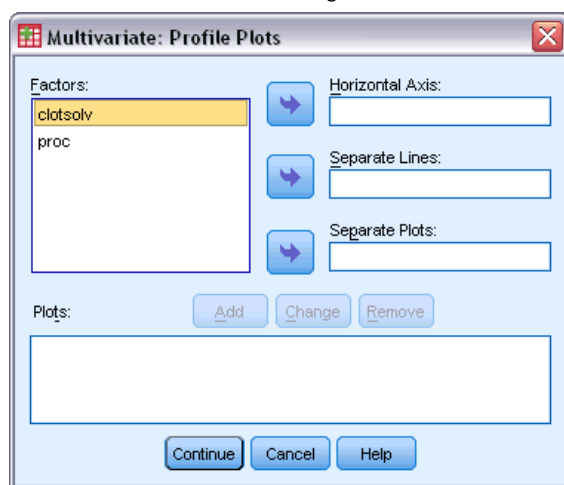 Multivariate: Profile Plots
Factors:
clotsolv
proc
Horizontal Axis:
Separate Lines:
Separate Plots:
Plots:
Add
Change
Remove
Continue
Cancel
Help